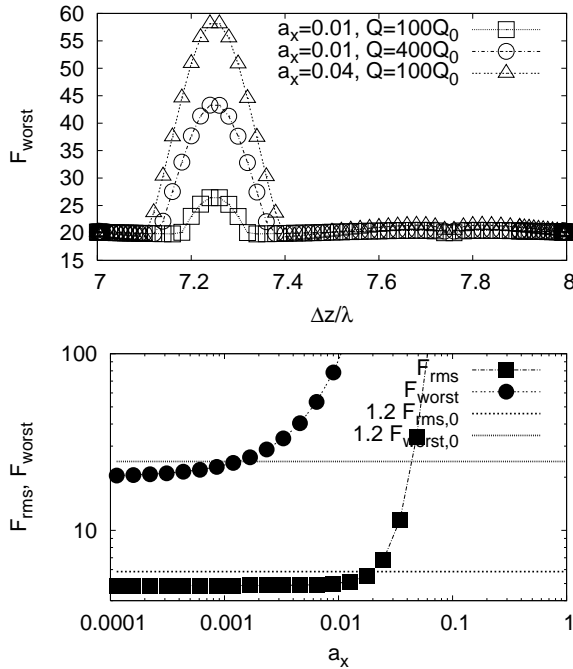 60
55
50
45
40
35
30
25
20
15
F_worst
a_x=0.01, Q=100Q_0
a_x=0.01, Q=400Q_0
a_x=0.04, Q=100Q_0
7 7.2 7.4 7.6 7.8 8
Δz/λ
100
10
F_rms, F_worst
F_rms
F_worst
1.2 F_rms,0
1.2 F_worst,0
0.0001 0.001 0.01 0.1 1
a_x